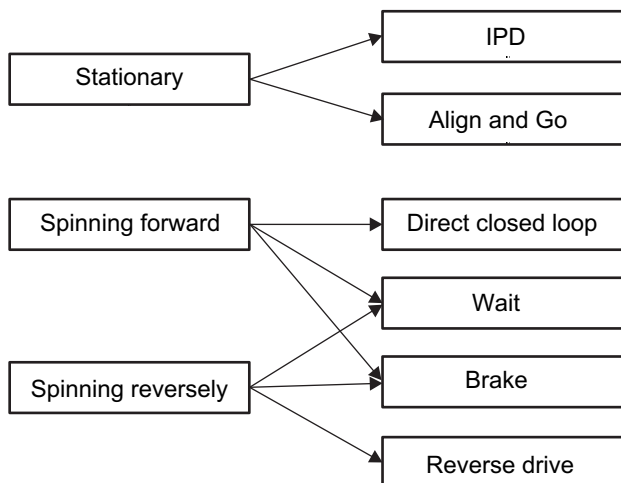 IPD
Stationary
Align and Go
Spinning forward
Direct closed loop
Wait
Spinning reversely
Brake
Reverse drive